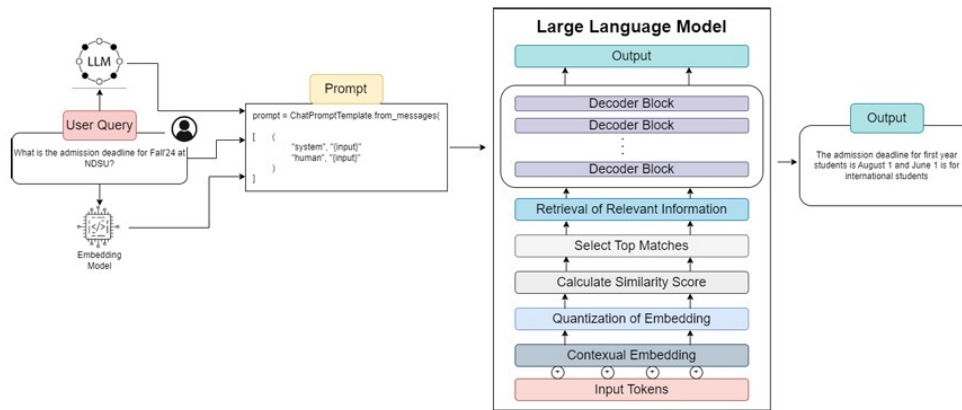 LLM
User Query
What is the admission deadline for Fall'24 at
NDSU?
Embedding
Model
Prompt
prompt = ChatPromptTemplate.from_messages(
[ (
"system", "{input}"
"human", "{input}"
)
]
Large Language Model
Output
Decoder Block
Decoder Block
Decoder Block
Retrieval of Relevant Information
Select Top Matches
Calculate Similarity Score
Quantization of Embedding
Contexual Embedding
Input Tokens
Output
The admission deadline for first year
students is August 1 and June 1 is for
international students